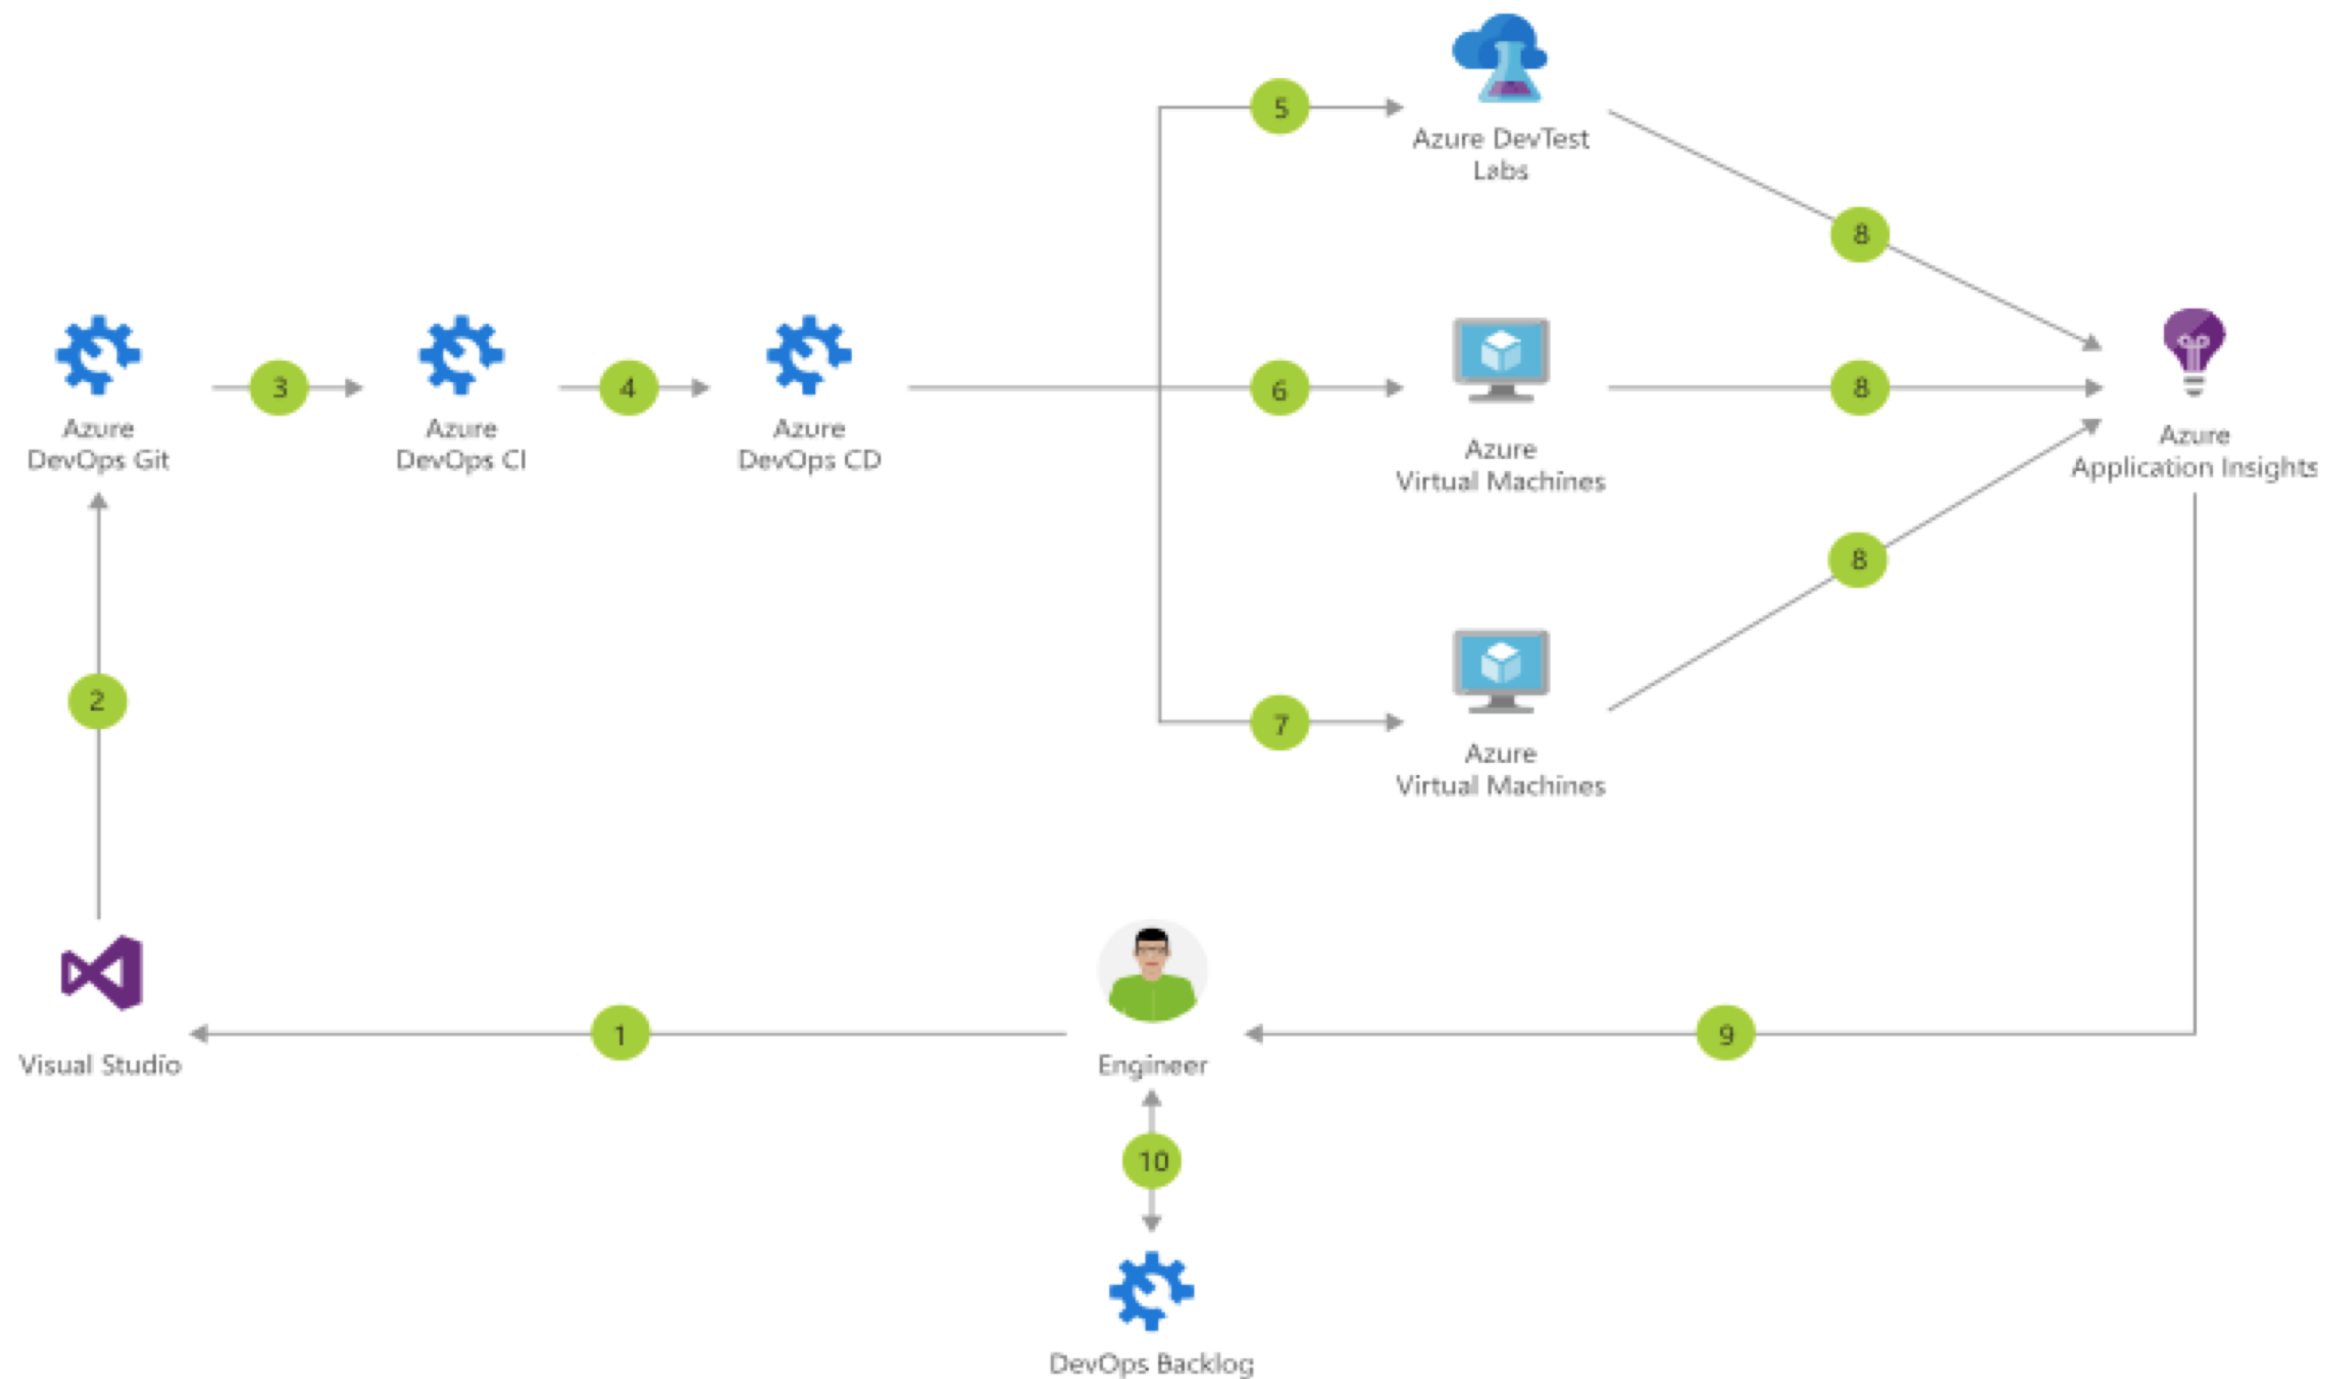 5
Azure DevTest
Labs
8
3
4
6
8
Azure
DevOps Git
Azure
DevOps CI
Azure
DevOps CD
Azure
Virtual Machines
Azure
Application Insights
8
2
7
Azure
Virtual Machines
1
9
Visual Studio
Engineer
10
DevOps Backlog